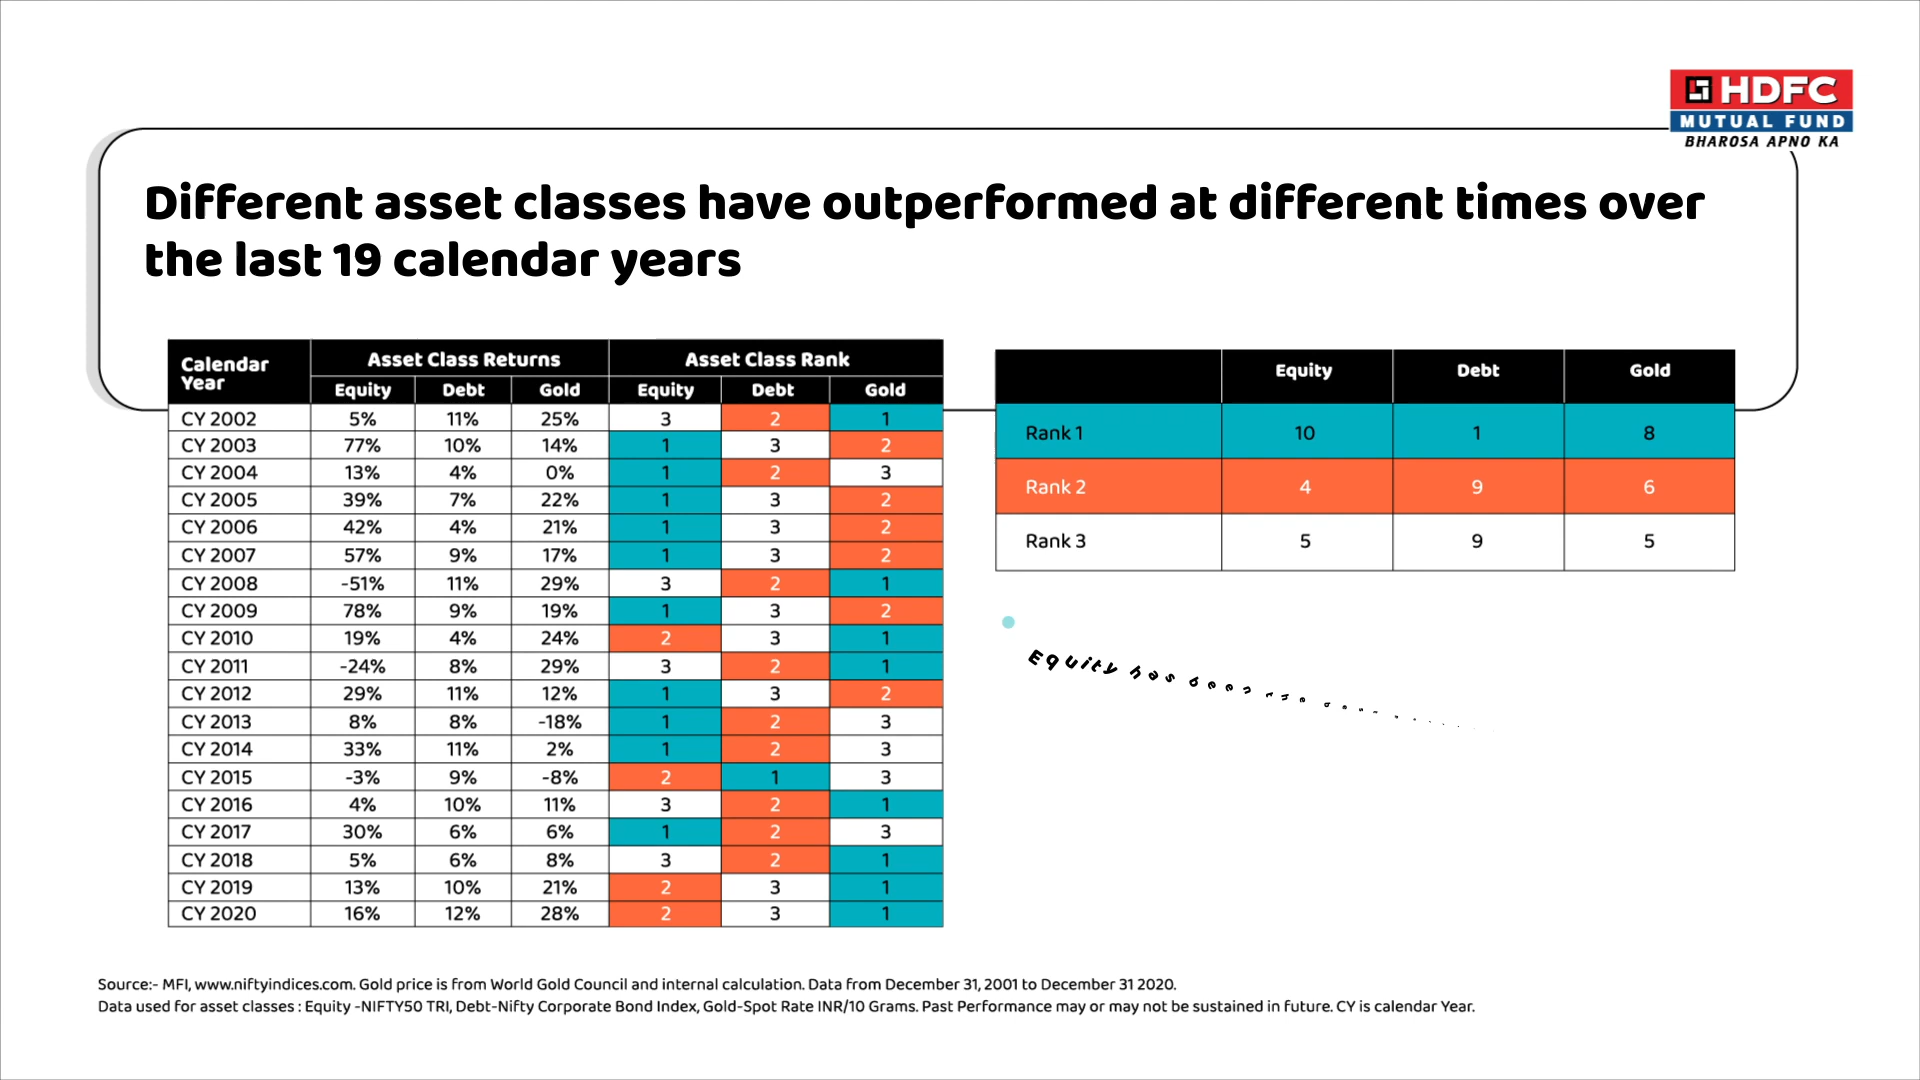 HDFC
MUTUAL FUND
BHAROSA APNO KA
Different asset classes have outperformed at different times over
the last 19 calendar years
Calendar Year Asset Class Returns Asset Class Rank
Equity Debt Gold Equity Debt Gold
CY 2002 5% 11% 25% 3 2 1
CY 2003 77% 10% 14% 1 3 2
CY 2004 13% 4% 0% 1 2 3
CY 2005 39% 7% 22% 1 3 2
CY 2006 42% 4% 21% 1 3 2
CY 2007 57% 9% 17% 1 3 2
CY 2008 -51% 11% 29% 3 2 1
CY 2009 78% 9% 19% 1 3 2
CY 2010 19% 4% 24% 2 3 1
CY 2011 -24% 8% 29% 3 2 1
CY 2012 29% 11% 12% 1 3 2
CY 2013 8% 8% -18% 1 2 3
CY 2014 33% 11% 2% 1 2 3
CY 2015 -3% 9% -8% 2 1 3
CY 2016 4% 10% 11% 3 2 1
CY 2017 30% 6% 6% 1 2 3
CY 2018 5% 6% 8% 3 2 1
CY 2019 13% 10% 21% 2 3 1
CY 2020 16% 12% 28% 2 3 1
Equity Debt Gold
Rank 1 10 1 8
Rank 2 4 9 6
Rank 3 5 9 5
Equity has been the
Source:- MFI, www.niftyindices.com. Gold price is from World Gold Council and internal calculation. Data from December 31, 2001 to December 31 2020.
Data used for asset classes : Equity -NIFTY50 TRI, Debt-Nifty Corporate Bond Index, Gold-Spot Rate INR/10 Grams. Past Performance may or may not be sustained in future. CY is calendar Year.